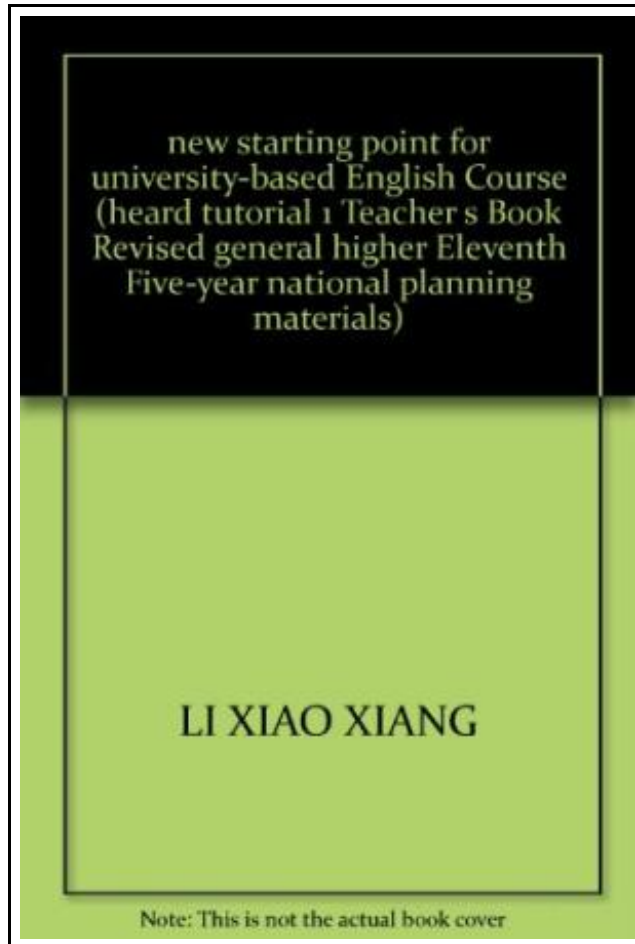 new starting point for
university-based English Course
(heard tutorial 1 Teacher s Book
Revised general higher Eleventh
Five-year national planning
materials)
LI XIAO XIANG
Note: This is not the actual book cover